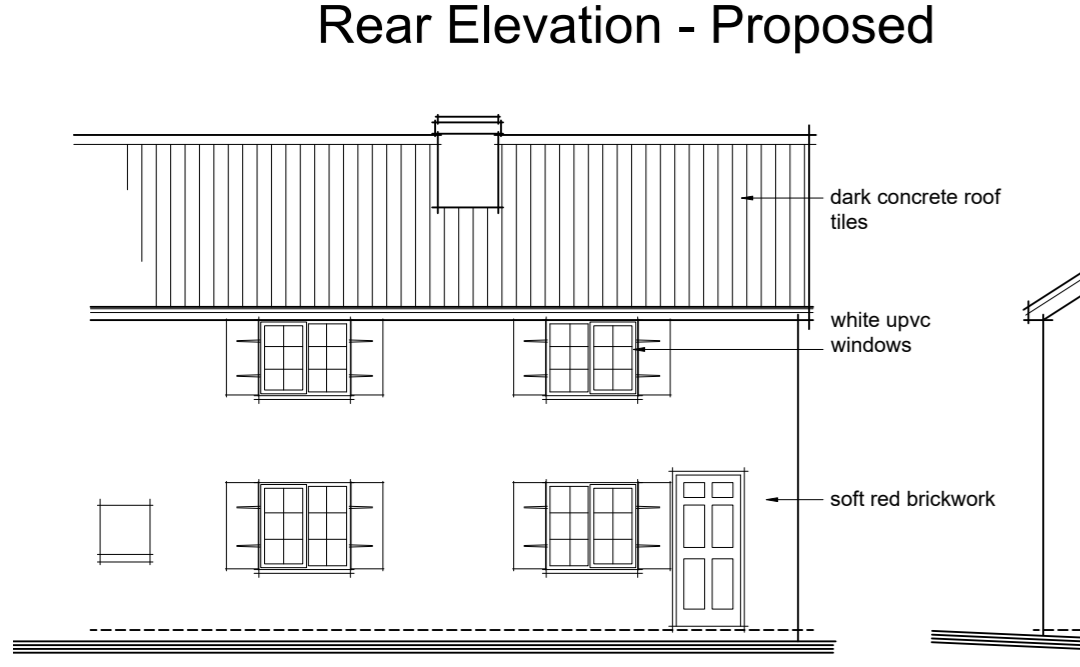 Rear Elevation - Proposed
dark concrete roof
tiles
white upvc
windows
soft red brickwork